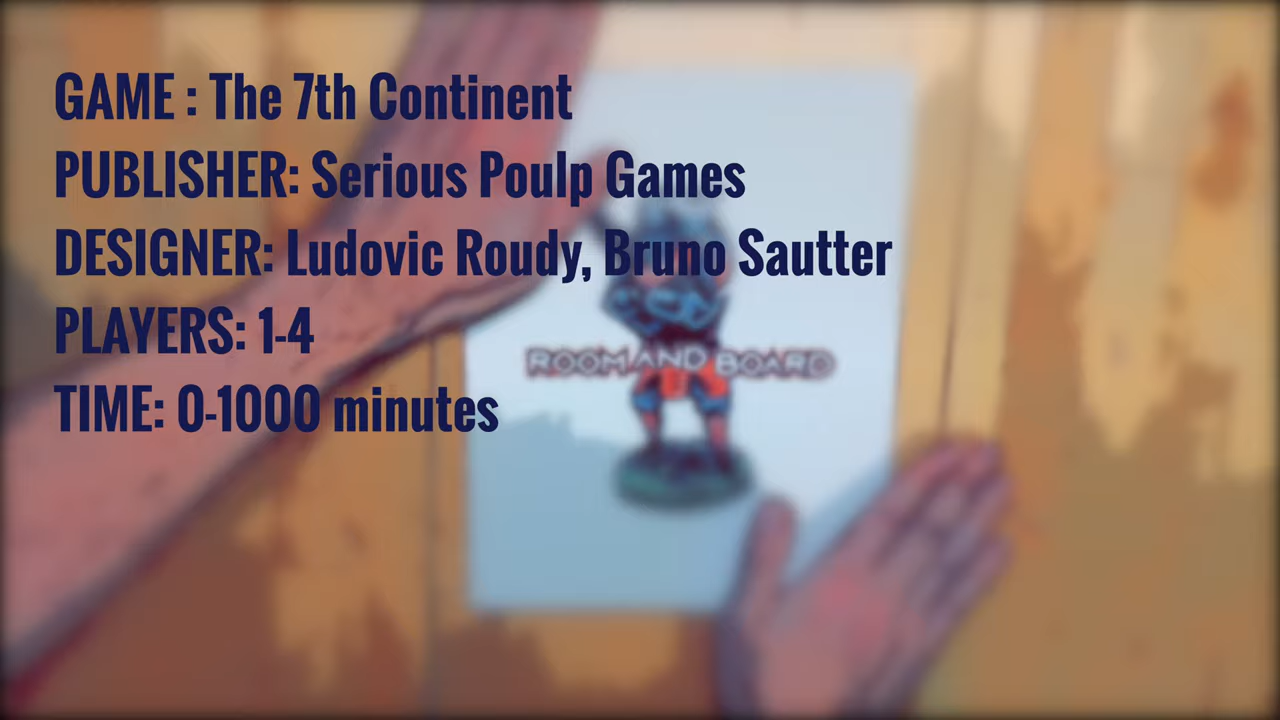 GAME : The 7th Continent
PUBLISHER: Serious Poulp Games
DESIGNER: Ludovic Roudy, Bruno Sautter
PLAYERS: 1-4
TIME: 0-1000 minutes
ROOM AND BOARD